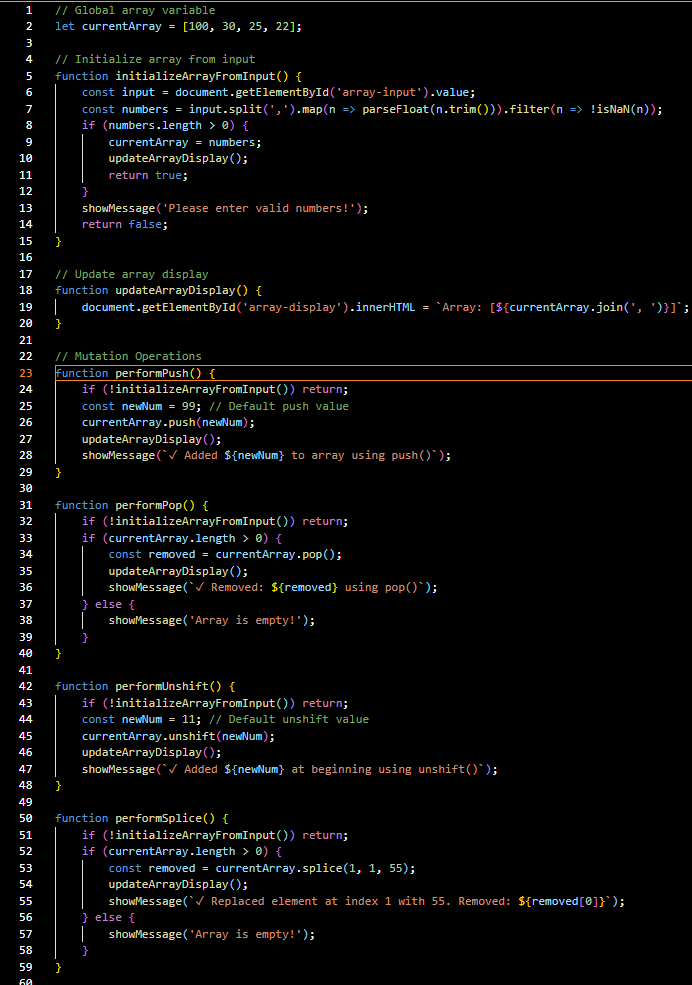 1 // Global array variable
2 let currentArray = [100, 30, 25, 22];
3
4 // Initialize array from input
5 function initializeArrayFromInput() {
6     const input = document.getElementById('array-input').value;
7     const numbers = input.split(',').map(n => parseFloat(n.trim())).filter(n => !isNaN(n));
8     if (numbers.length > 0) {
9         currentArray = numbers;
10         updateArrayDisplay();
11         return true;
12     }
13     showMessage('Please enter valid numbers!');
14     return false;
15 }
16
17 // Update array display
18 function updateArrayDisplay() {
19     document.getElementById('array-display').innerHTML = `Array: [${currentArray.join(', ')}]`;
20 }
21
22 // Mutation Operations
23 function performPush() {
24     if (!initializeArrayFromInput()) return;
25     const newNum = 99; // Default push value
26     currentArray.push(newNum);
27     updateArrayDisplay();
28     showMessage(`✓ Added ${newNum} to array using push()`);
29 }
30
31 function performPop() {
32     if (!initializeArrayFromInput()) return;
33     if (currentArray.length > 0) {
34         const removed = currentArray.pop();
35         updateArrayDisplay();
36         showMessage(`✓ Removed: ${removed} using pop()`);
37     } else {
38         showMessage('Array is empty!');
39     }
40 }
41
42 function performUnshift() {
43     if (!initializeArrayFromInput()) return;
44     const newNum = 11; // Default unshift value
45     currentArray.unshift(newNum);
46     updateArrayDisplay();
47     showMessage(`✓ Added ${newNum} at beginning using unshift()`);
48 }
49
50 function performSplice() {
51     if (!initializeArrayFromInput()) return;
52     if (currentArray.length > 0) {
53         const removed = currentArray.splice(1, 1, 55);
54         updateArrayDisplay();
55         showMessage(`✓ Replaced element at index 1 with 55. Removed: ${removed[0]}`);
56     } else {
57         showMessage('Array is empty!');
58     }
59 }
60